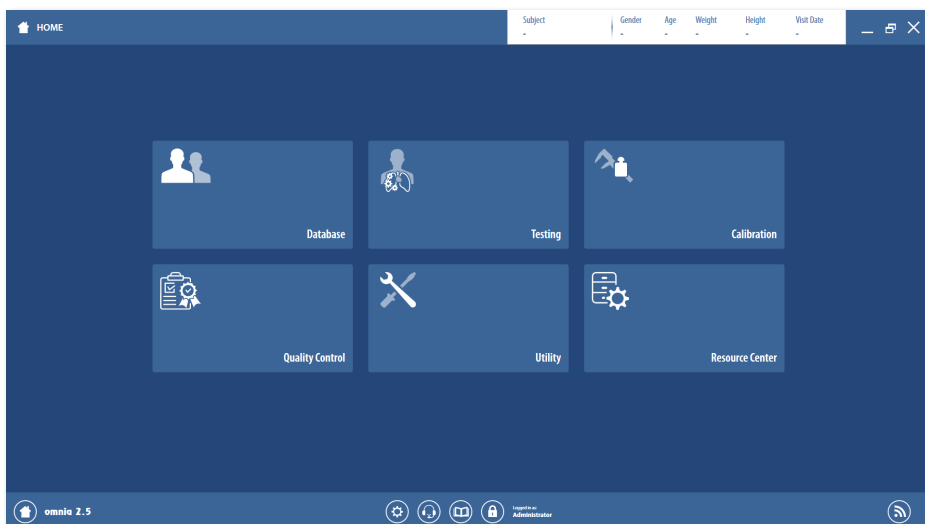 HOME
Subject Gender Age Weight Height Visit Date
- - - - - -
Database
Testing
Calibration
Quality Control
Utility
Resource Center
omnia 2.5
Logged in as:
Administrator